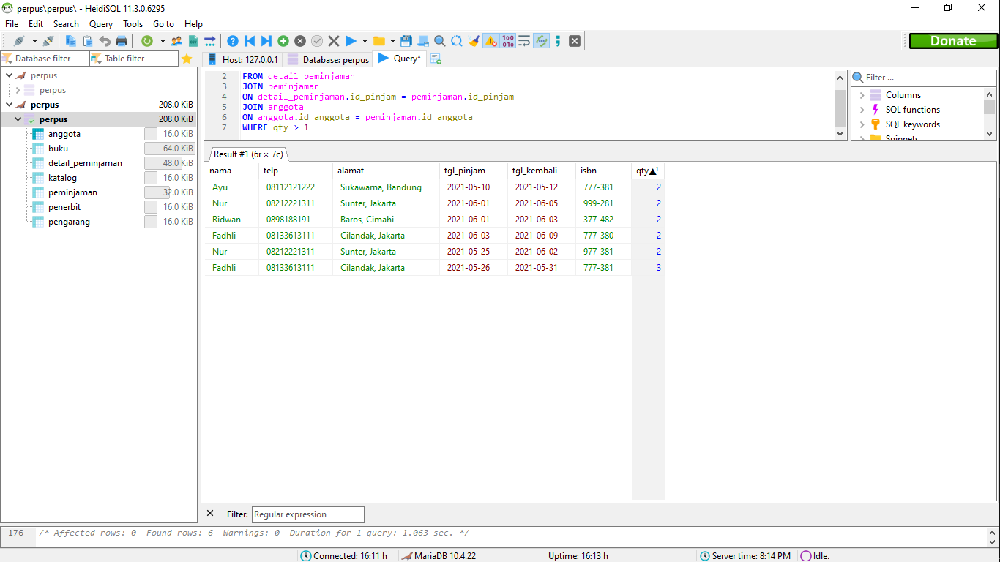 HS perpus\perpus\ - HeidiSQL 11.3.0.6295
File Edit Search Query Tools Go to Help
Donate
Database filter Table filter
Host: 127.0.0.1 Database: perpus Query*
perpus
perpus
perpus 208.0 KiB
perpus 208.0 KiB
anggota 16.0 KiB
buku 64.0 KiB
detail_peminjaman 48.0 KiB
katalog 16.0 KiB
peminjaman 32.0 KiB
penerbit 16.0 KiB
pengarang 16.0 KiB
2 FROM detail_peminjaman
3 JOIN peminjaman
4 ON detail_peminjaman.id_pinjam = peminjaman.id_pinjam
5 JOIN anggota
6 ON anggota.id_anggota = peminjaman.id_anggota
7 WHERE qty > 1
Filter ...
Columns
SQL functions
SQL keywords
Snippets
Result #1 (6r × 7c)
nama telp alamat tgl_pinjam tgl_kembali isbn qty▲1
Ayu 08112121222 Sukawarna, Bandung 2021-05-10 2021-05-12 777-381 2
Nur 08212221311 Sunter, Jakarta 2021-06-01 2021-06-05 999-281 2
Ridwan 0898188191 Baros, Cimahi 2021-06-01 2021-06-03 377-482 2
Fadhli 08133613111 Cilandak, Jakarta 2021-06-03 2021-06-09 777-380 2
Nur 08212221311 Sunter, Jakarta 2021-05-25 2021-06-02 977-381 2
Fadhli 08133613111 Cilandak, Jakarta 2021-05-26 2021-05-31 777-381 3
Filter: Regular expression
176 /* Affected rows: 0 Found rows: 6 Warnings: 0 Duration for 1 query: 1.063 sec. */
Connected: 16:11 h MariaDB 10.4.22 Uptime: 16:13 h Server time: 8:14 PM Idle.